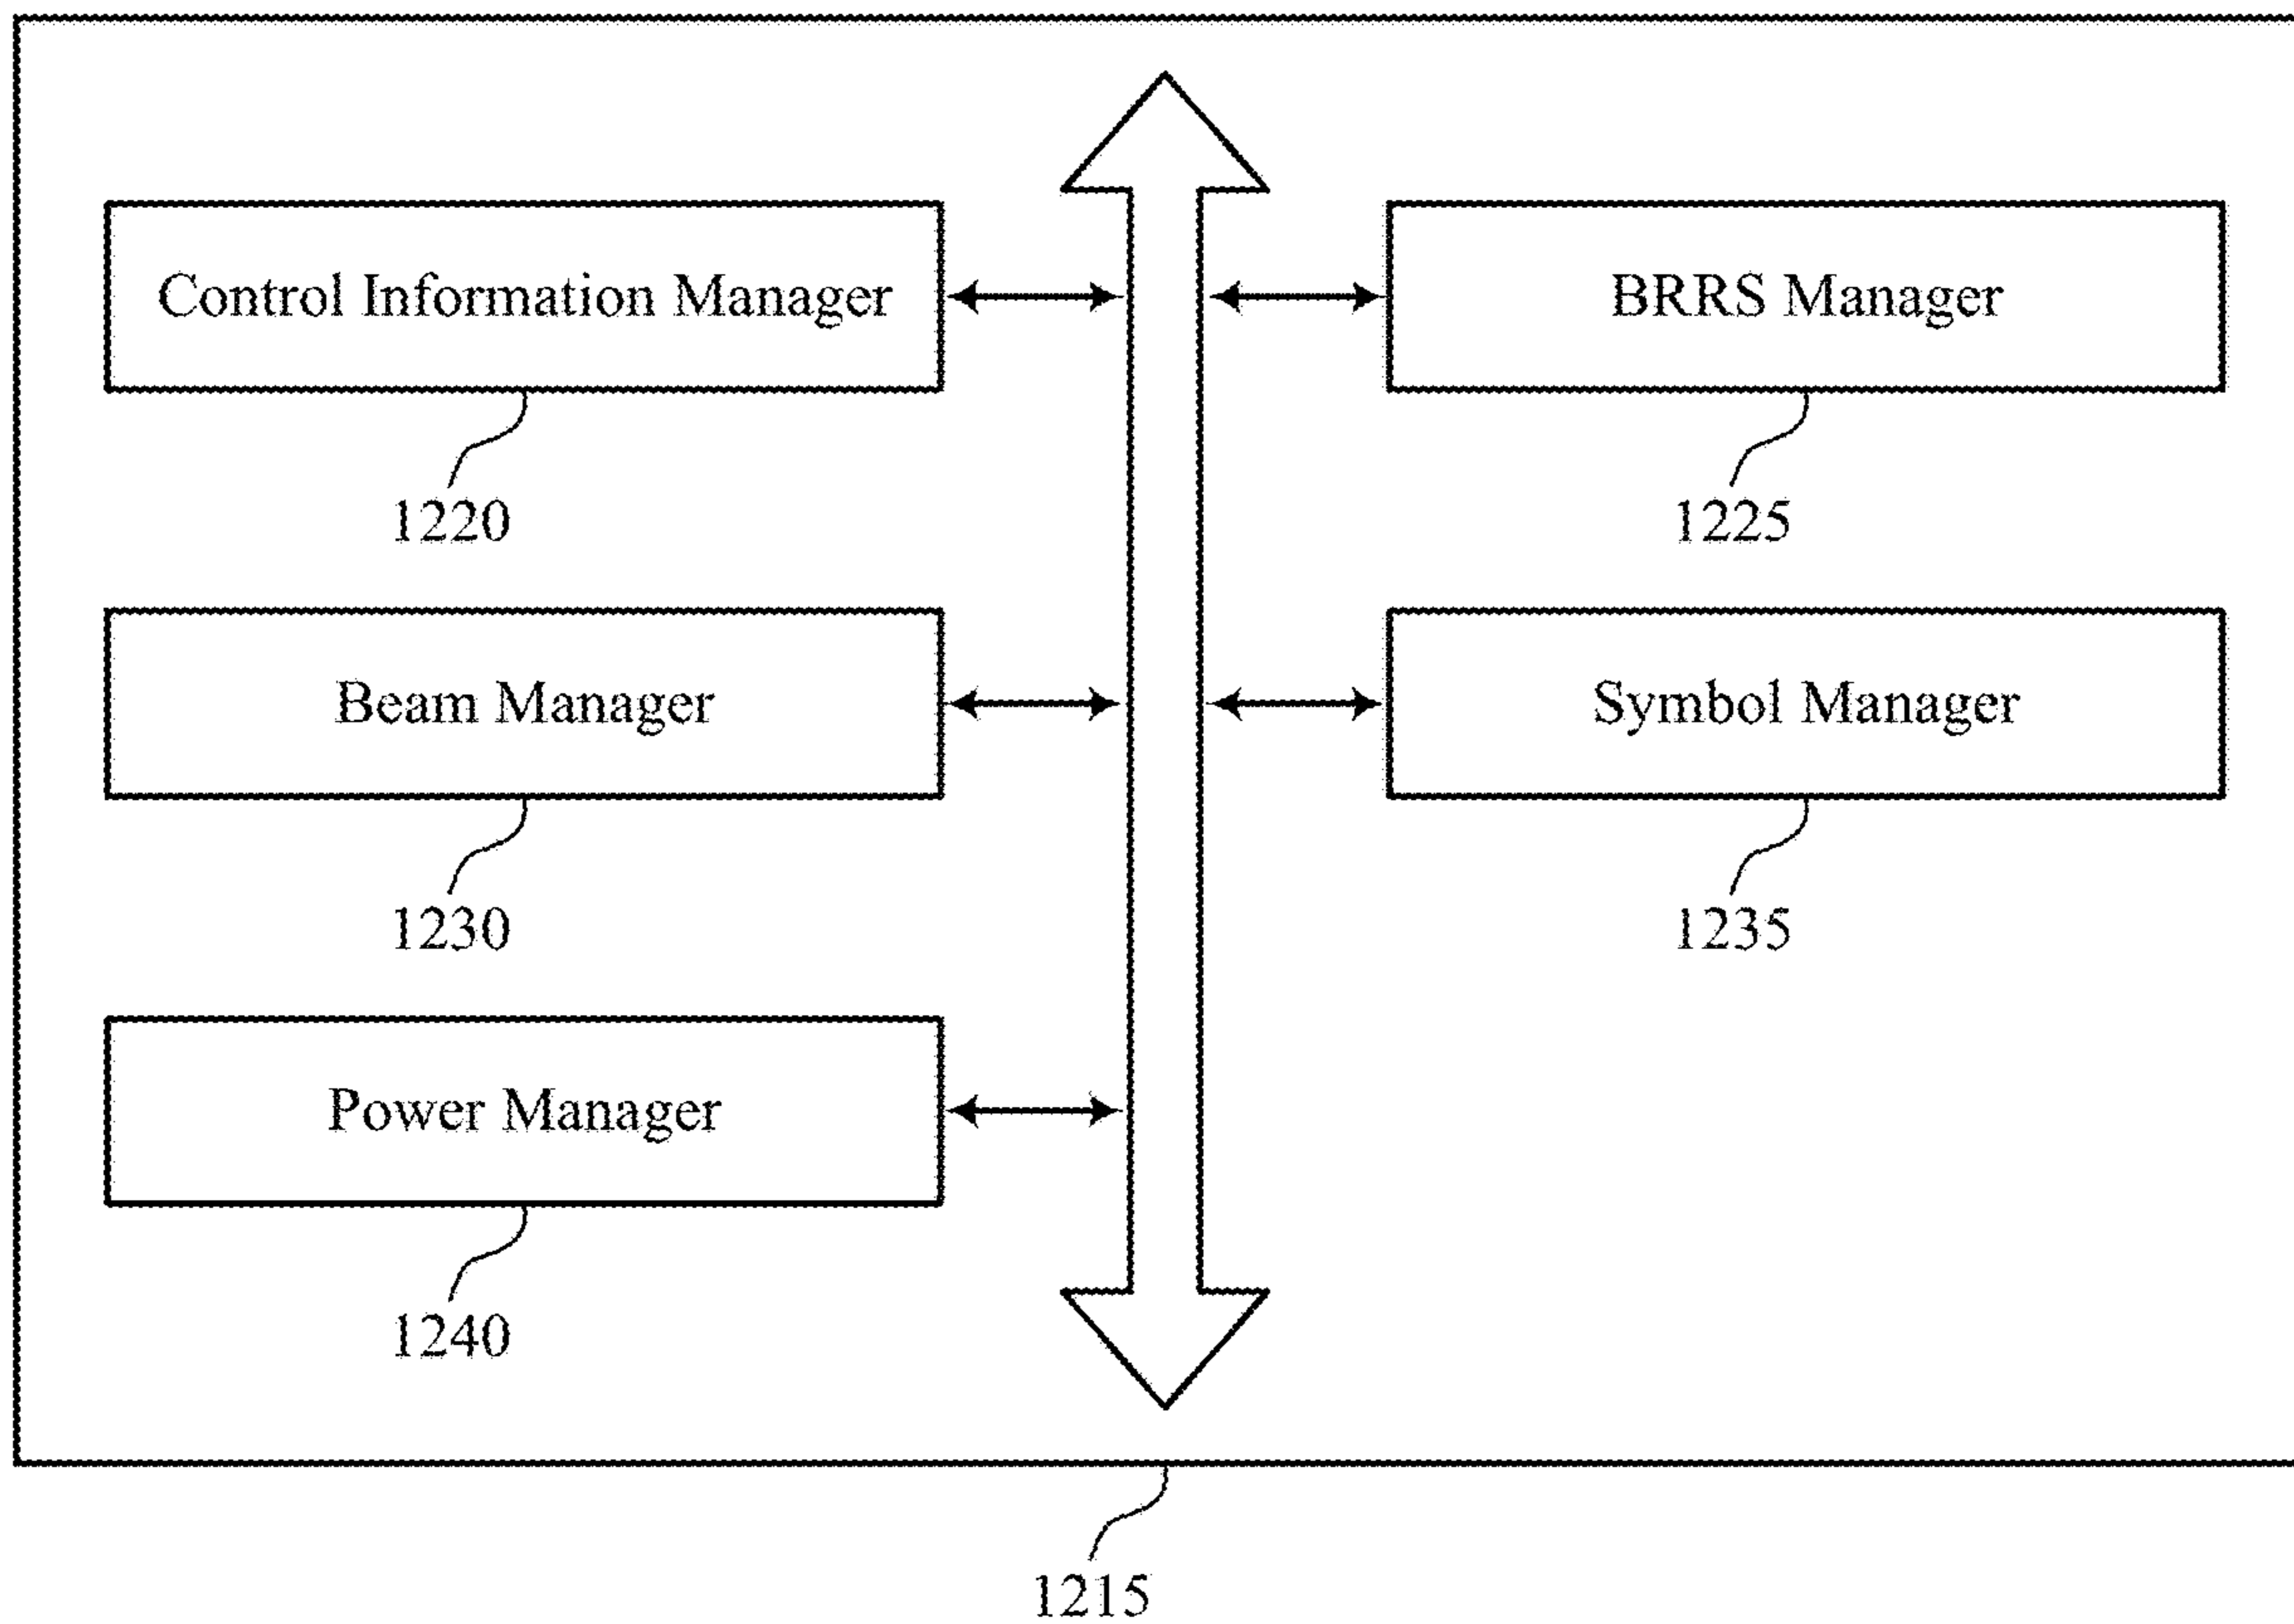 Control Information Manager
BRRS Manager
1220
1225
Beam Manager
Symbol Manager
1230
1235
Power Manager
1240
1215